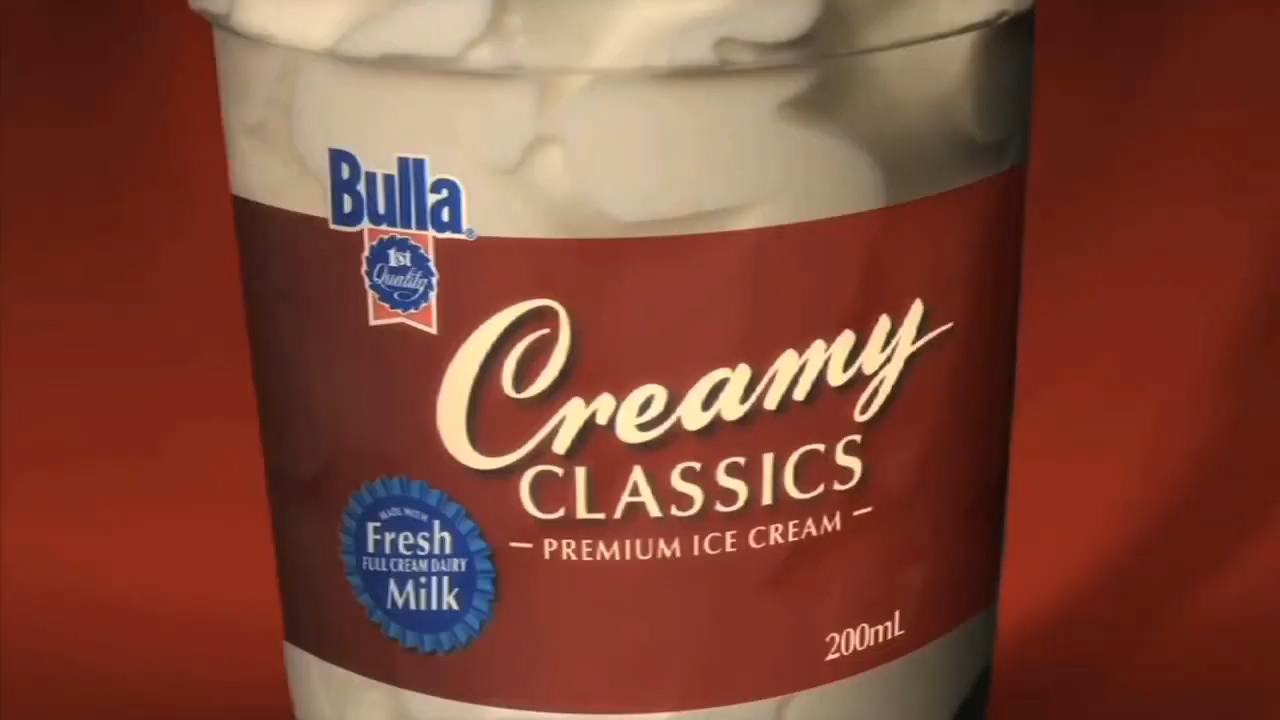 Bulla
1st
Quality
Creamy
CLASSICS
PREMIUM ICE CREAM
MADE WITH
Fresh
FULL CREAM DAIRY
Milk
200mL